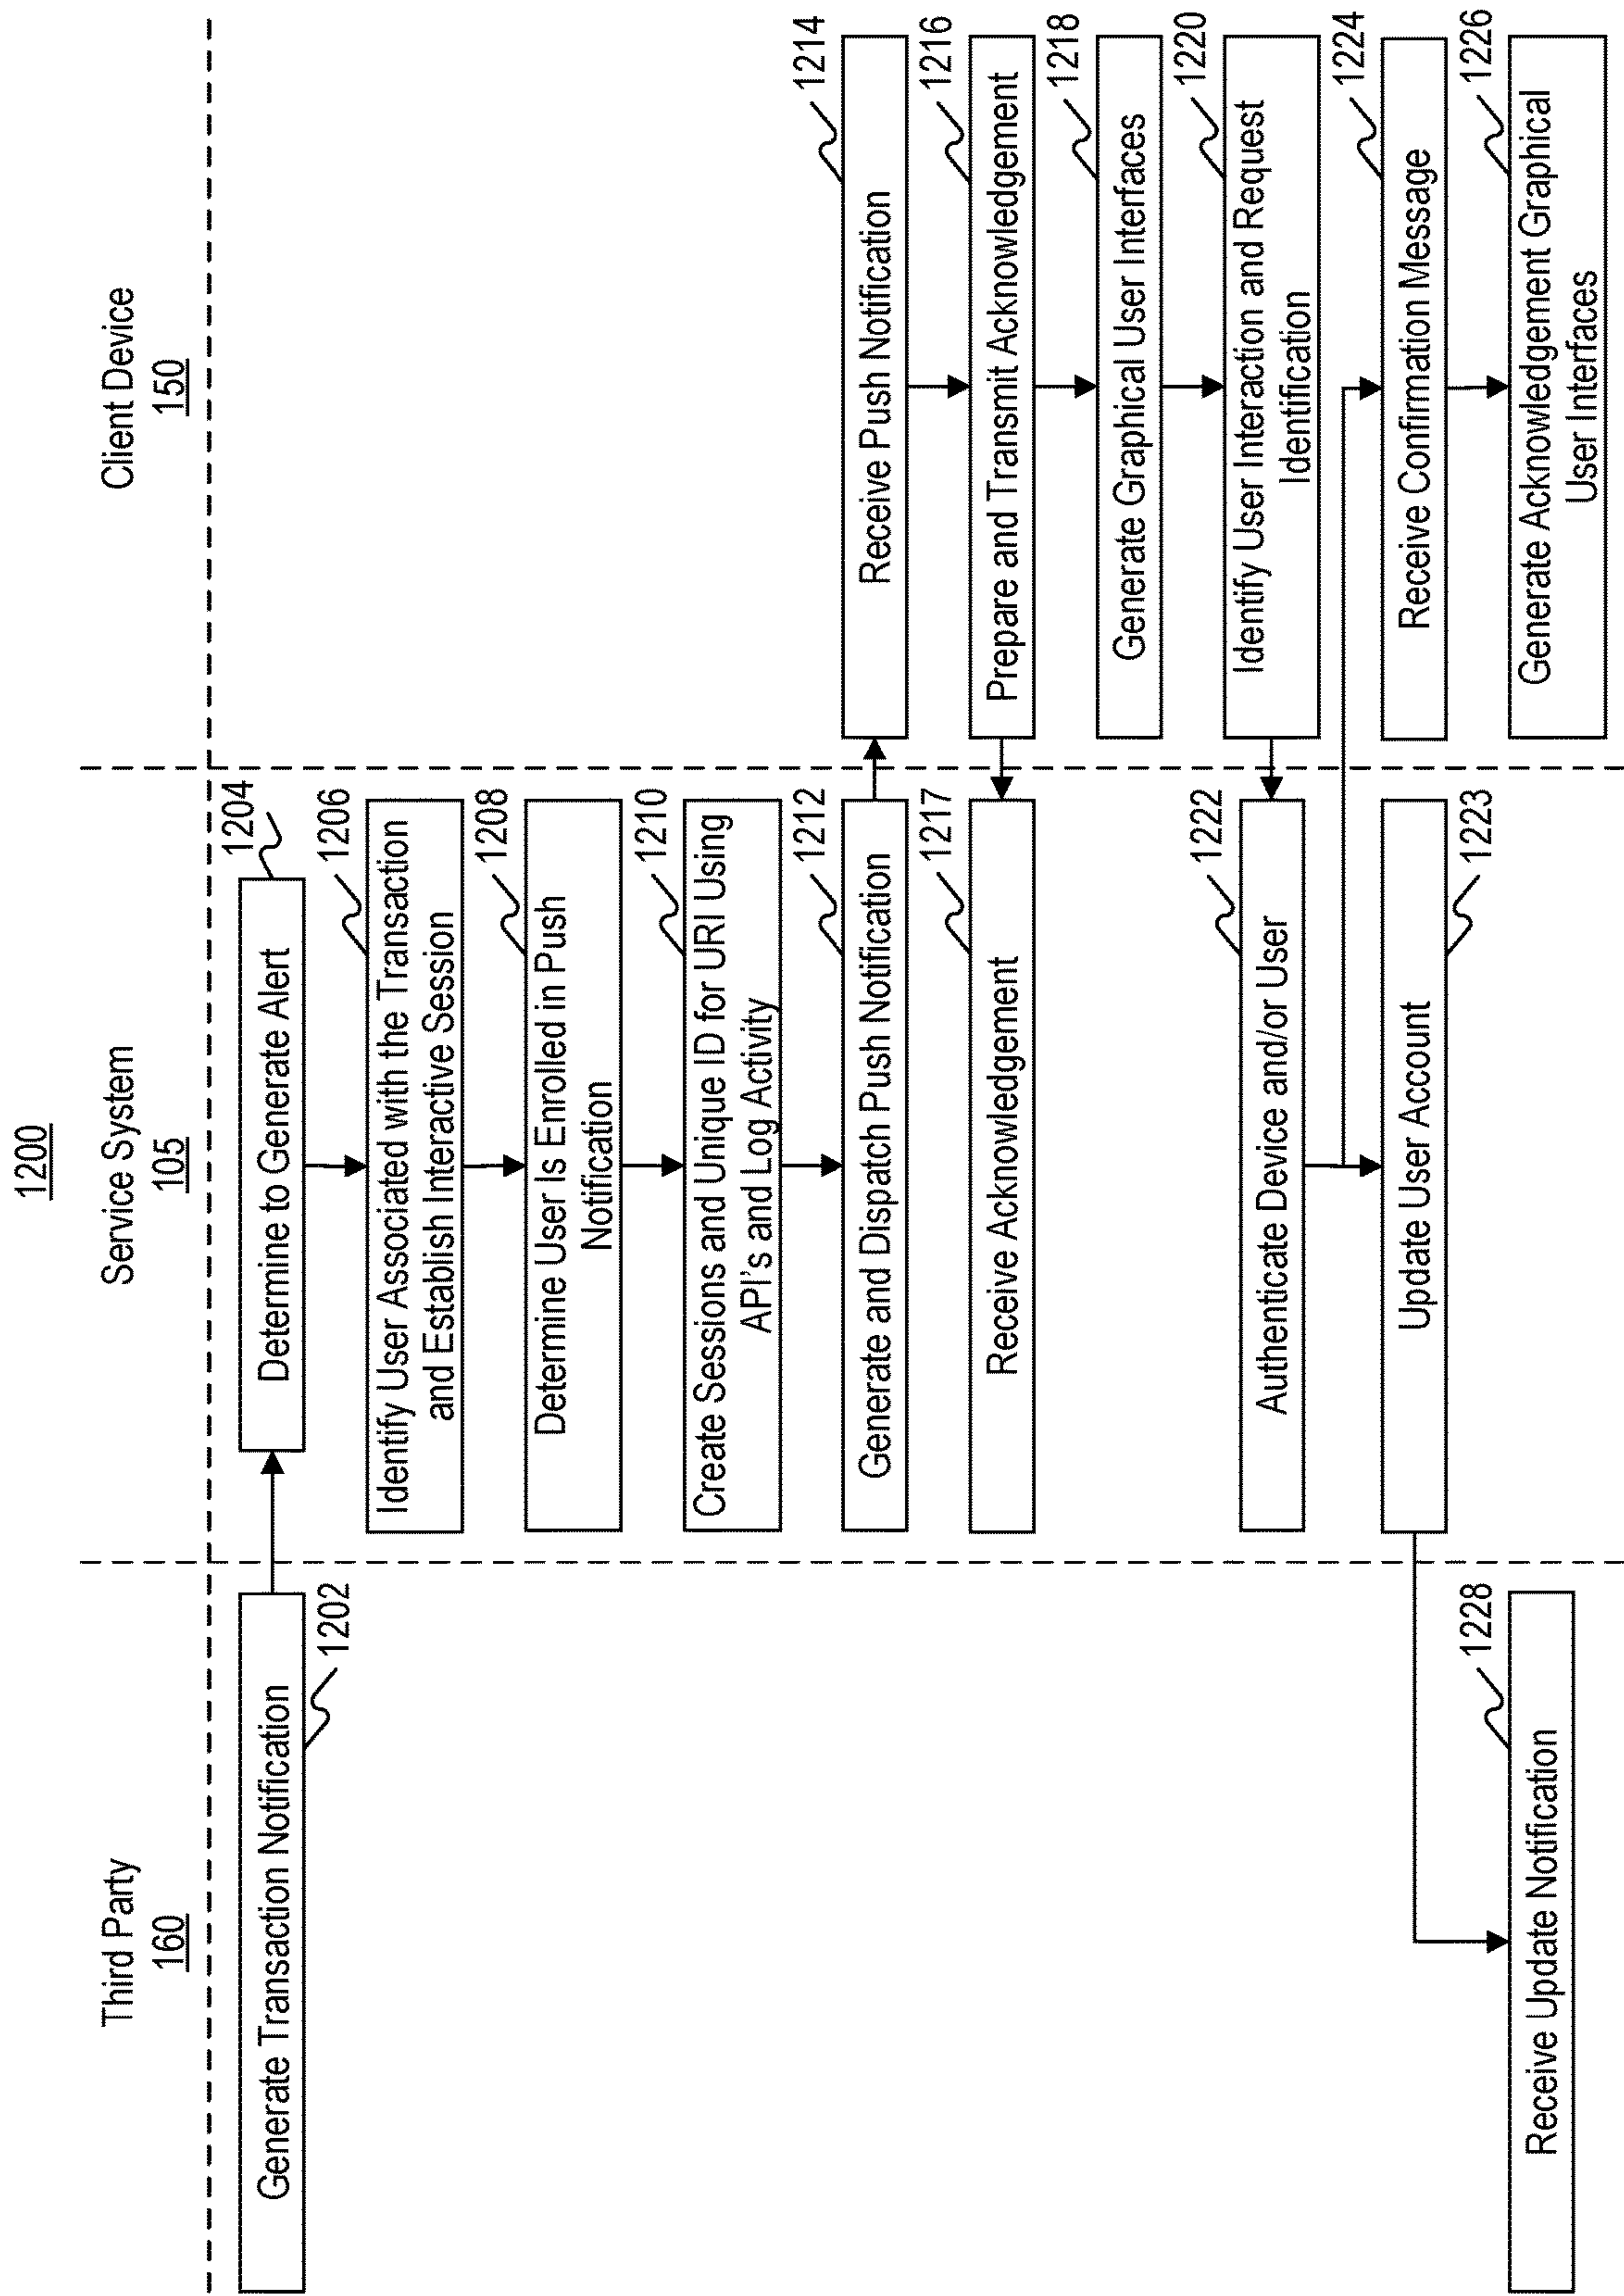 1200
Third Party
160
Service System
105
Client Device
150
Generate Transaction Notification
1202
Determine to Generate Alert
1204
Identify User Associated with the Transaction
and Establish Interactive Session
1206
Determine User Is Enrolled in Push
Notification
1208
Create Sessions and Unique ID for URI Using
API's and Log Activity
1210
Generate and Dispatch Push Notification
1212
Receive Push Notification
1214
Prepare and Transmit Acknowledgement
1216
Receive Acknowledgement
1217
Generate Graphical User Interfaces
1218
Identify User Interaction and Request
Identification
1220
Authenticate Device and/or User
1222
Update User Account
1223
Receive Confirmation Message
1224
Generate Acknowledgement Graphical
User Interfaces
1226
Receive Update Notification
1228